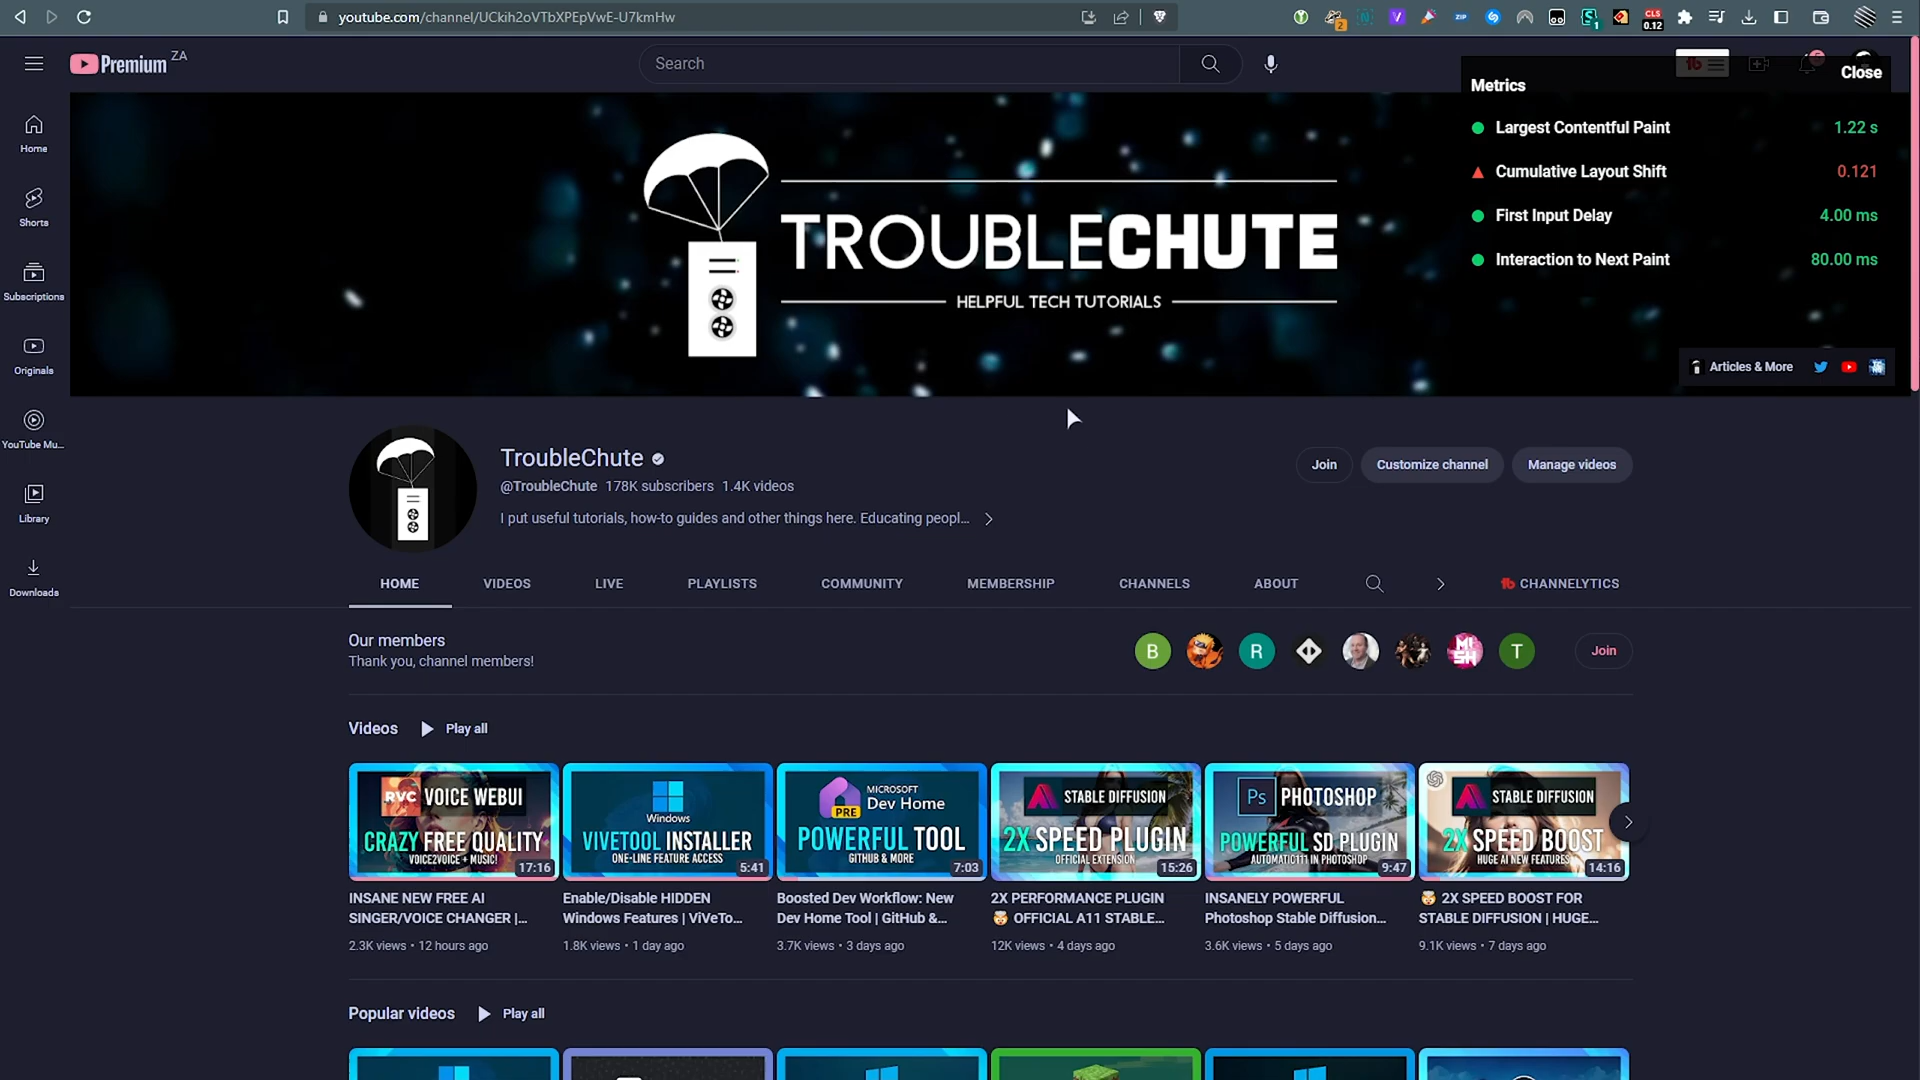 youtube.com/channel/UCkih2oVTbXPEpVwE-U7kmHw
2
1
CLS
0.12
Premium ZA
Search
Close
Metrics
Largest Contentful Paint 1.22 s
Cumulative Layout Shift 0.121
First Input Delay 4.00 ms
Interaction to Next Paint 80.00 ms
TROUBLECHUTE
HELPFUL TECH TUTORIALS
Articles & More
Home
Shorts
Subscriptions
Originals
YouTube Mu...
Library
Downloads
TroubleChute
@TroubleChute 178K subscribers 1.4K videos
I put useful tutorials, how-to guides and other things here. Educating peopl...
Join
Customize channel
Manage videos
HOME
VIDEOS
LIVE
PLAYLISTS
COMMUNITY
MEMBERSHIP
CHANNELS
ABOUT
CHANNELYTICS
Our members
Thank you, channel members!
B
R
T
Join
Videos
Play all
RVC VOICE WEBUI
CRAZY FREE QUALITY
VOICE2VOICE + MUSIC!
17:16
INSANE NEW FREE AI
SINGER/VOICE CHANGER |...
2.3K views • 12 hours ago
Windows
VIVETOOL INSTALLER
ONE-LINE FEATURE ACCESS
5:41
Enable/Disable HIDDEN
Windows Features | ViVeTo...
1.8K views • 1 day ago
MICROSOFT
Dev Home
PRE
POWERFUL TOOL
GITHUB & MORE
7:03
Boosted Dev Workflow: New
Dev Home Tool | GitHub &...
3.7K views • 3 days ago
STABLE DIFFUSION
2X SPEED PLUGIN
OFFICIAL EXTENSION
15:26
2X PERFORMANCE PLUGIN
🤯 OFFICIAL A11 STABLE...
12K views • 4 days ago
Ps PHOTOSHOP
POWERFUL SD PLUGIN
AUTOMATIC1111 IN PHOTOSHOP
9:47
INSANELY POWERFUL
Photoshop Stable Diffusion...
3.6K views • 5 days ago
STABLE DIFFUSION
2X SPEED BOOST
HUGE AI NEW FEATURES
14:16
🤯 2X SPEED BOOST FOR
STABLE DIFFUSION | HUGE...
9.1K views • 7 days ago
Popular videos
Play all